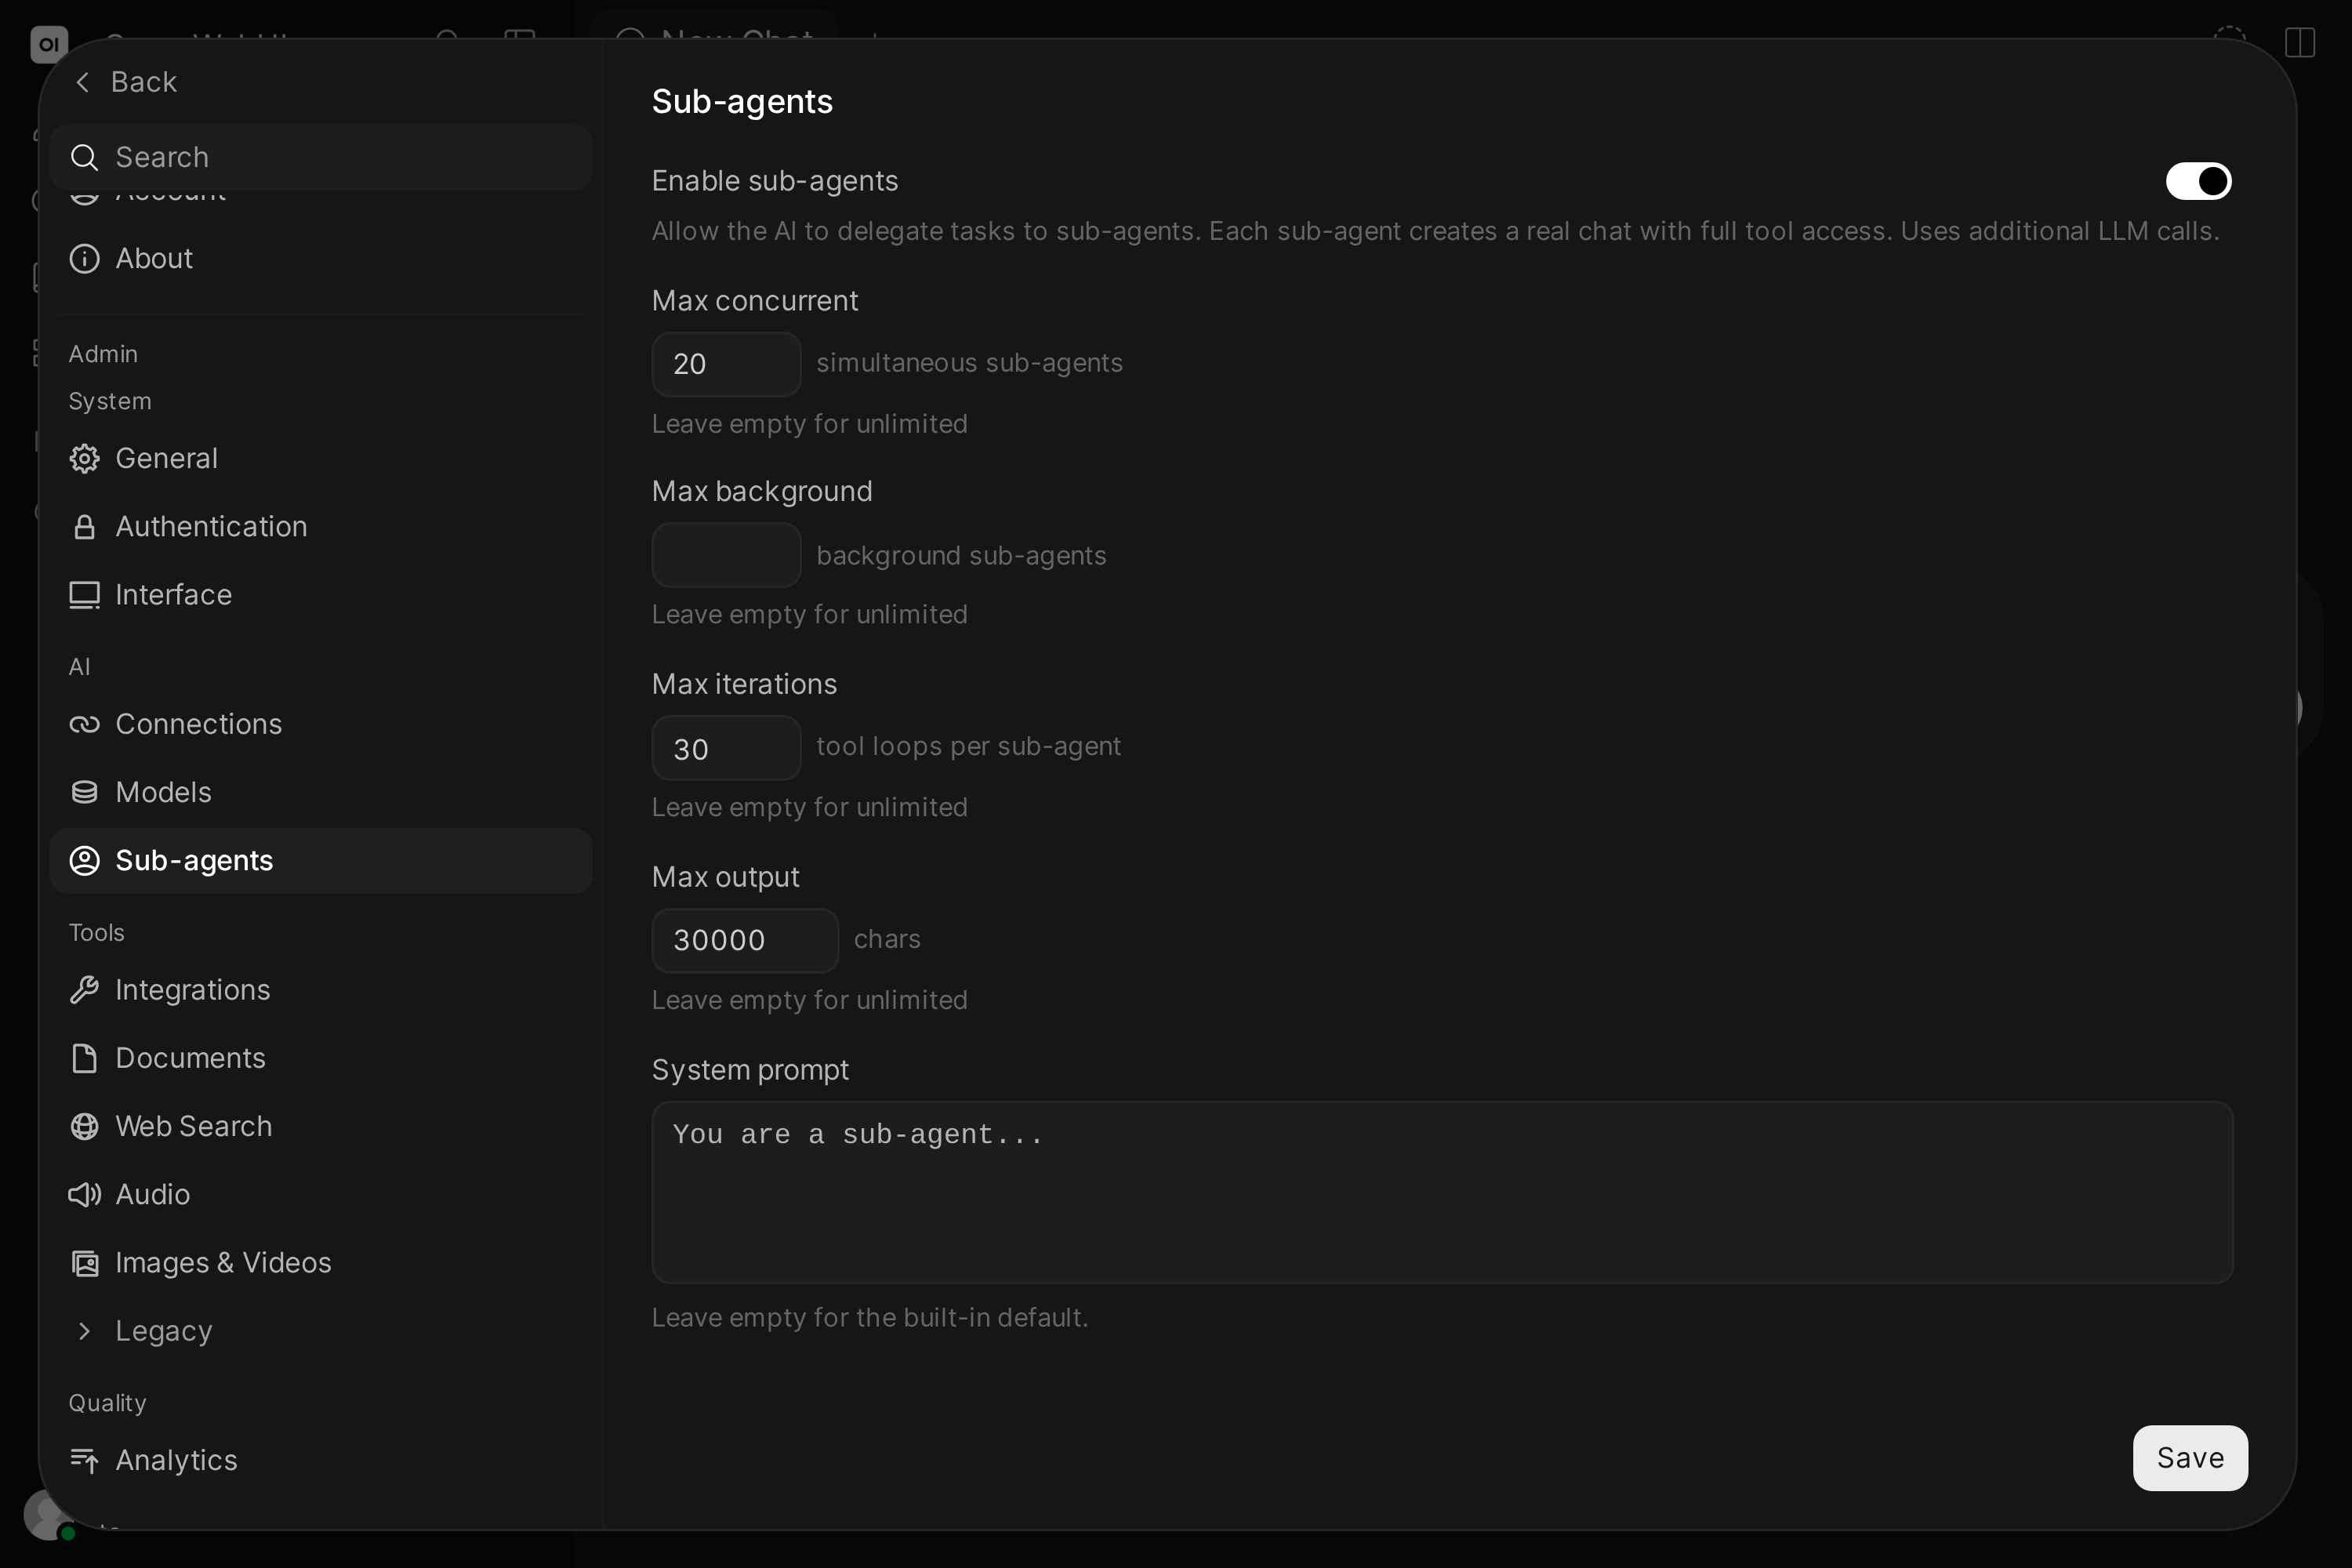 OI
New Chat
Back
Search
Account
About
Admin
System
General
Authentication
Interface
AI
Connections
Models
Sub-agents
Tools
Integrations
Documents
Web Search
Audio
Images & Videos
Legacy
Quality
Analytics
Sub-agents
Enable sub-agents
Allow the AI to delegate tasks to sub-agents. Each sub-agent creates a real chat with full tool access. Uses additional LLM calls.
Max concurrent
20 simultaneous sub-agents
Leave empty for unlimited
Max background
background sub-agents
Leave empty for unlimited
Max iterations
30 tool loops per sub-agent
Leave empty for unlimited
Max output
30000 chars
Leave empty for unlimited
System prompt
You are a sub-agent...
Leave empty for the built-in default.
Save